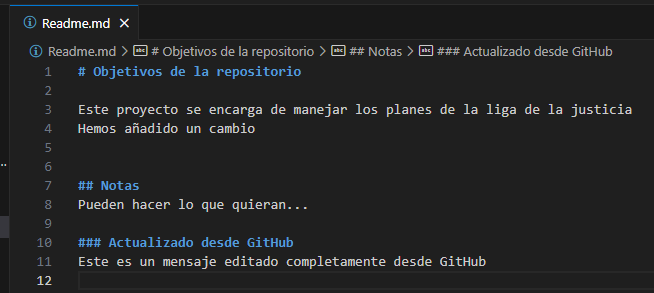 Readme.md ×
Readme.md > # Objetivos de la repositorio > ## Notas > ### Actualizado desde GitHub
1 # Objetivos de la repositorio
2
3 Este proyecto se encarga de manejar los planes de la liga de la justicia
4 Hemos añadido un cambio
5
6
7 ## Notas
8 Pueden hacer lo que quieran...
9
10 ### Actualizado desde GitHub
11 Este es un mensaje editado completamente desde GitHub
12